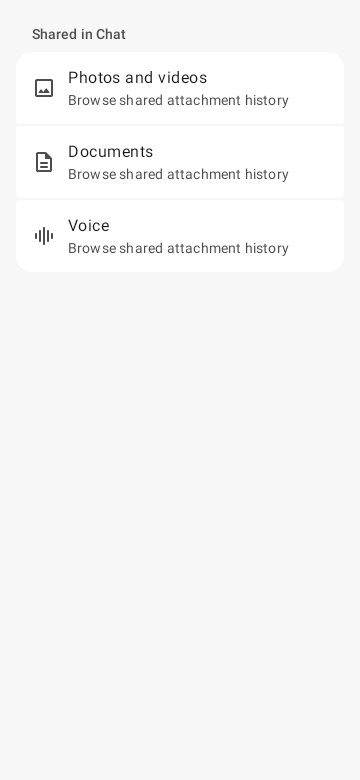 Shared in Chat
Photos and videos
Browse shared attachment history
Documents
Browse shared attachment history
Voice
Browse shared attachment history